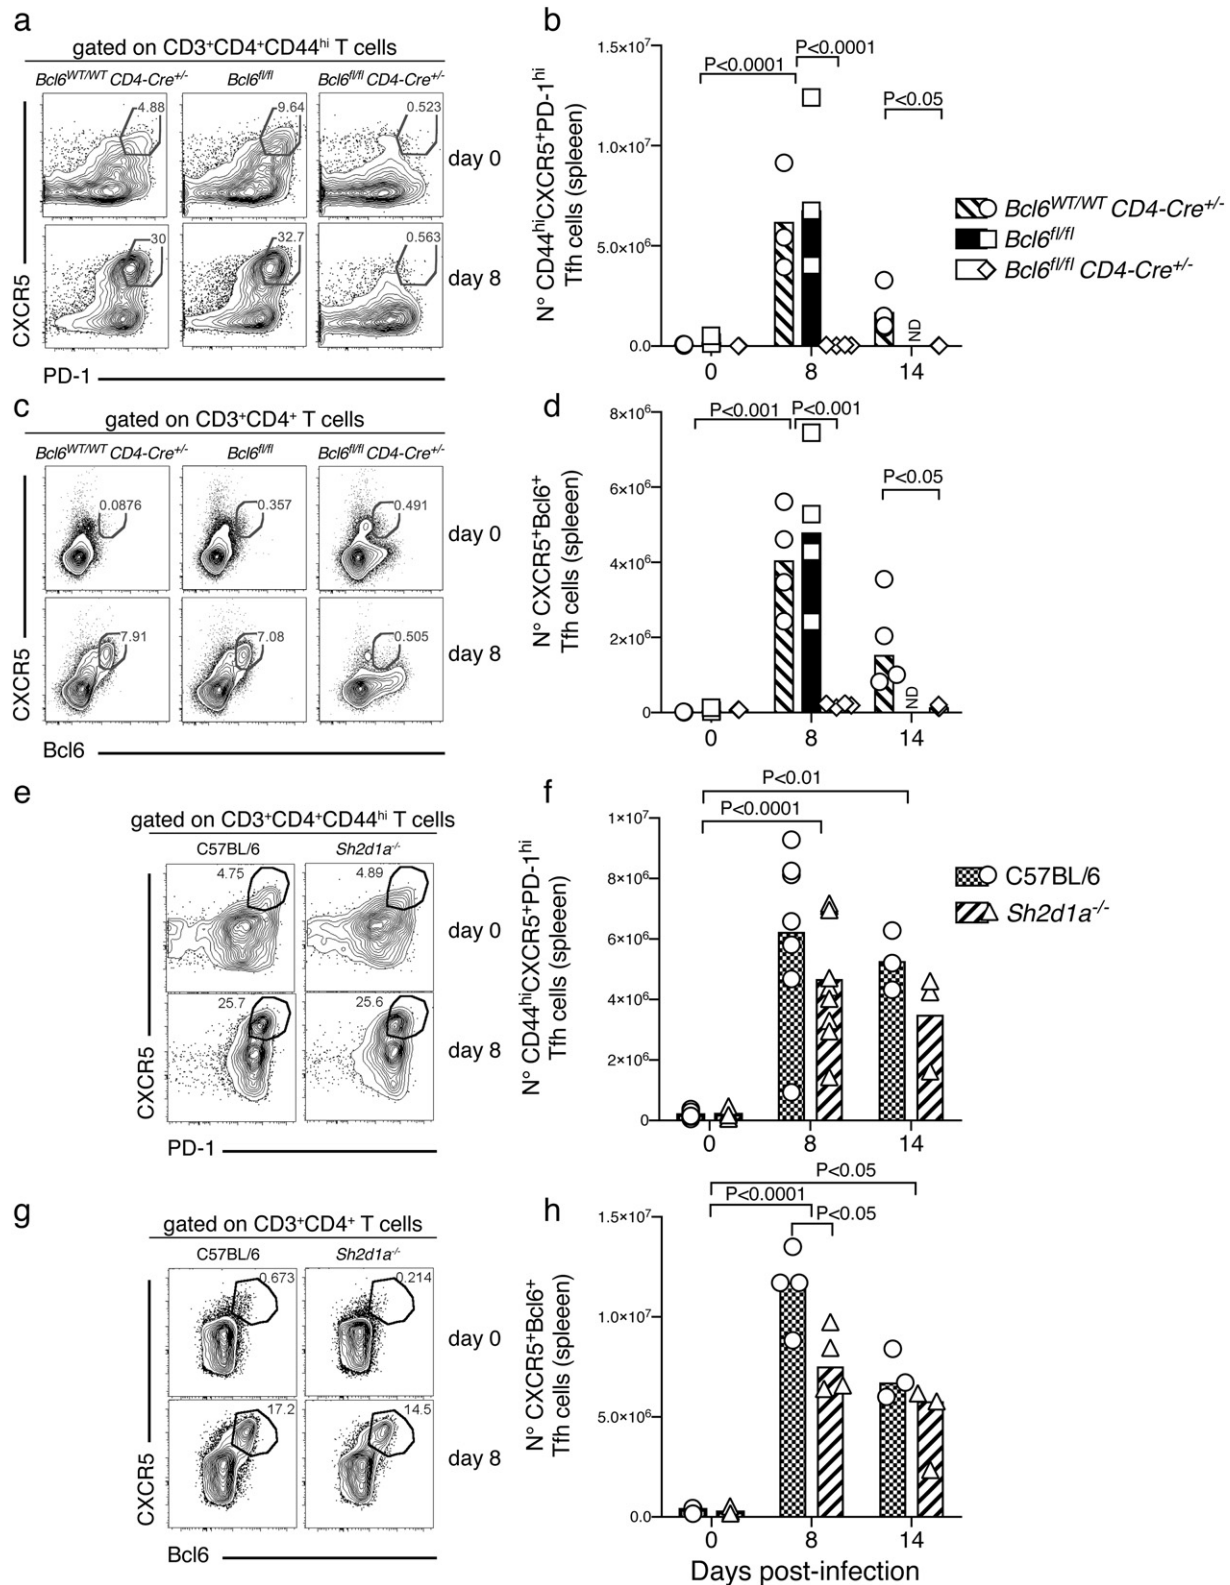 a
gated on CD3⁺CD4⁺CD44ʰⁱ T cells
Bcl6ᵂᵀ/ᵂᵀ CD4-Cre⁺/⁻ Bcl6ᶠˡ/ᶠˡ Bcl6ᶠˡ/ᶠˡ CD4-Cre⁺/⁻
4.88 9.64 0.523
day 0
30 32.7 0.563
day 8
CXCR5
PD-1
b
N° CD44ʰⁱCXCR5⁺PD-1ʰⁱ
Tfh cells (spleeen)
1.5×10⁷
1.0×10⁷
5.0×10⁶
0.0
P<0.0001
P<0.0001
P<0.05
ND
0 8 14
Bcl6ᵂᵀ/ᵂᵀ CD4-Cre⁺/⁻
Bcl6ᶠˡ/ᶠˡ
Bcl6ᶠˡ/ᶠˡ CD4-Cre⁺/⁻
c
gated on CD3⁺CD4⁺ T cells
Bcl6ᵂᵀ/ᵂᵀ CD4-Cre⁺/⁻ Bcl6ᶠˡ/ᶠˡ Bcl6ᶠˡ/ᶠˡ CD4-Cre⁺/⁻
0.0876 0.357 0.491
day 0
7.91 7.08 0.505
day 8
CXCR5
Bcl6
d
N° CXCR5⁺Bcl6⁺
Tfh cells (spleeen)
8×10⁶
6×10⁶
4×10⁶
2×10⁶
0
P<0.001 P<0.001
P<0.05
ND
0 8 14
e
gated on CD3⁺CD4⁺CD44ʰⁱ T cells
C57BL/6 Sh2d1a⁻/⁻
4.75 4.89
day 0
25.7 25.6
day 8
CXCR5
PD-1
f
N° CD44ʰⁱCXCR5⁺PD-1ʰⁱ
Tfh cells (spleeen)
1×10⁷
8×10⁶
6×10⁶
4×10⁶
2×10⁶
0
P<0.01
P<0.0001
0 8 14
C57BL/6
Sh2d1a⁻/⁻
g
gated on CD3⁺CD4⁺ T cells
C57BL/6 Sh2d1a⁻/⁻
0.673 0.214
day 0
17.2 14.5
day 8
CXCR5
Bcl6
h
N° CXCR5⁺Bcl6⁺
Tfh cells (spleeen)
1.5×10⁷
1.0×10⁷
5.0×10⁶
0.0
P<0.05
P<0.0001
P<0.05
0 8 14
Days post-infection